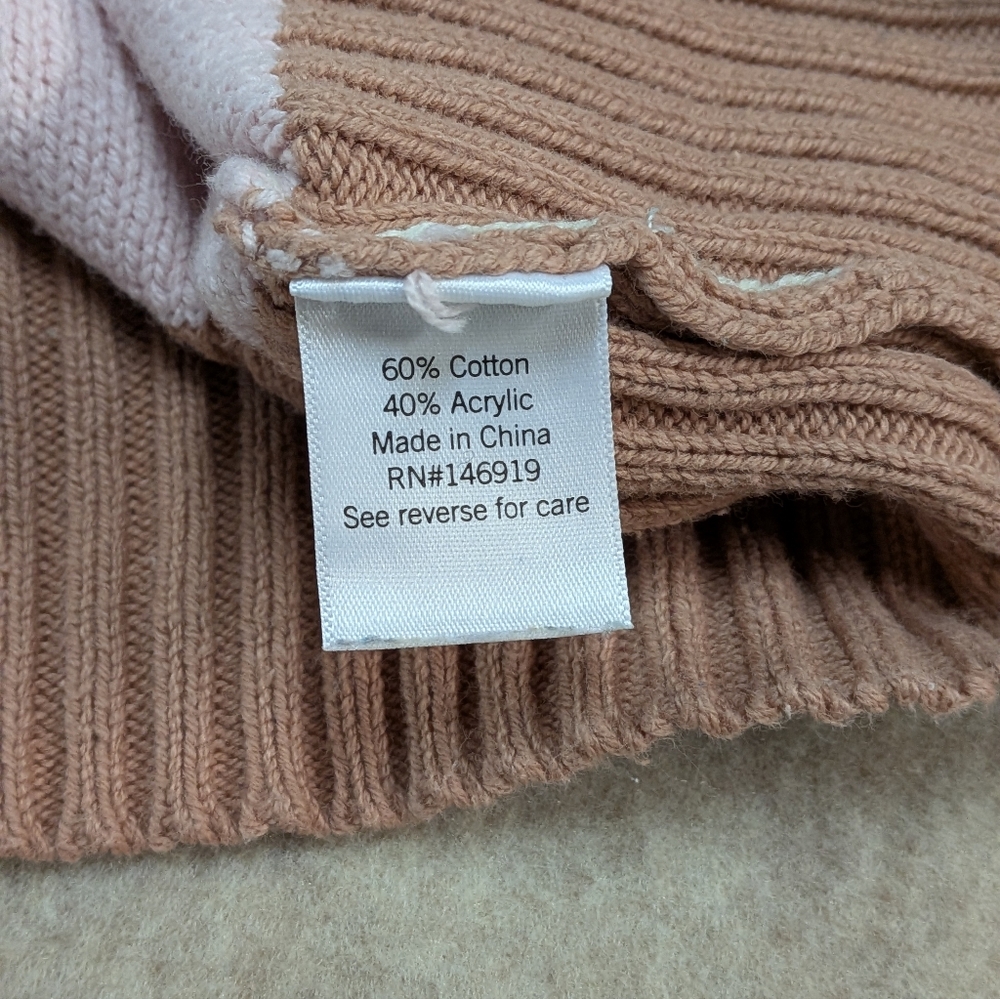 60% Cotton
40% Acrylic
Made in China
RN#146919
See reverse for care